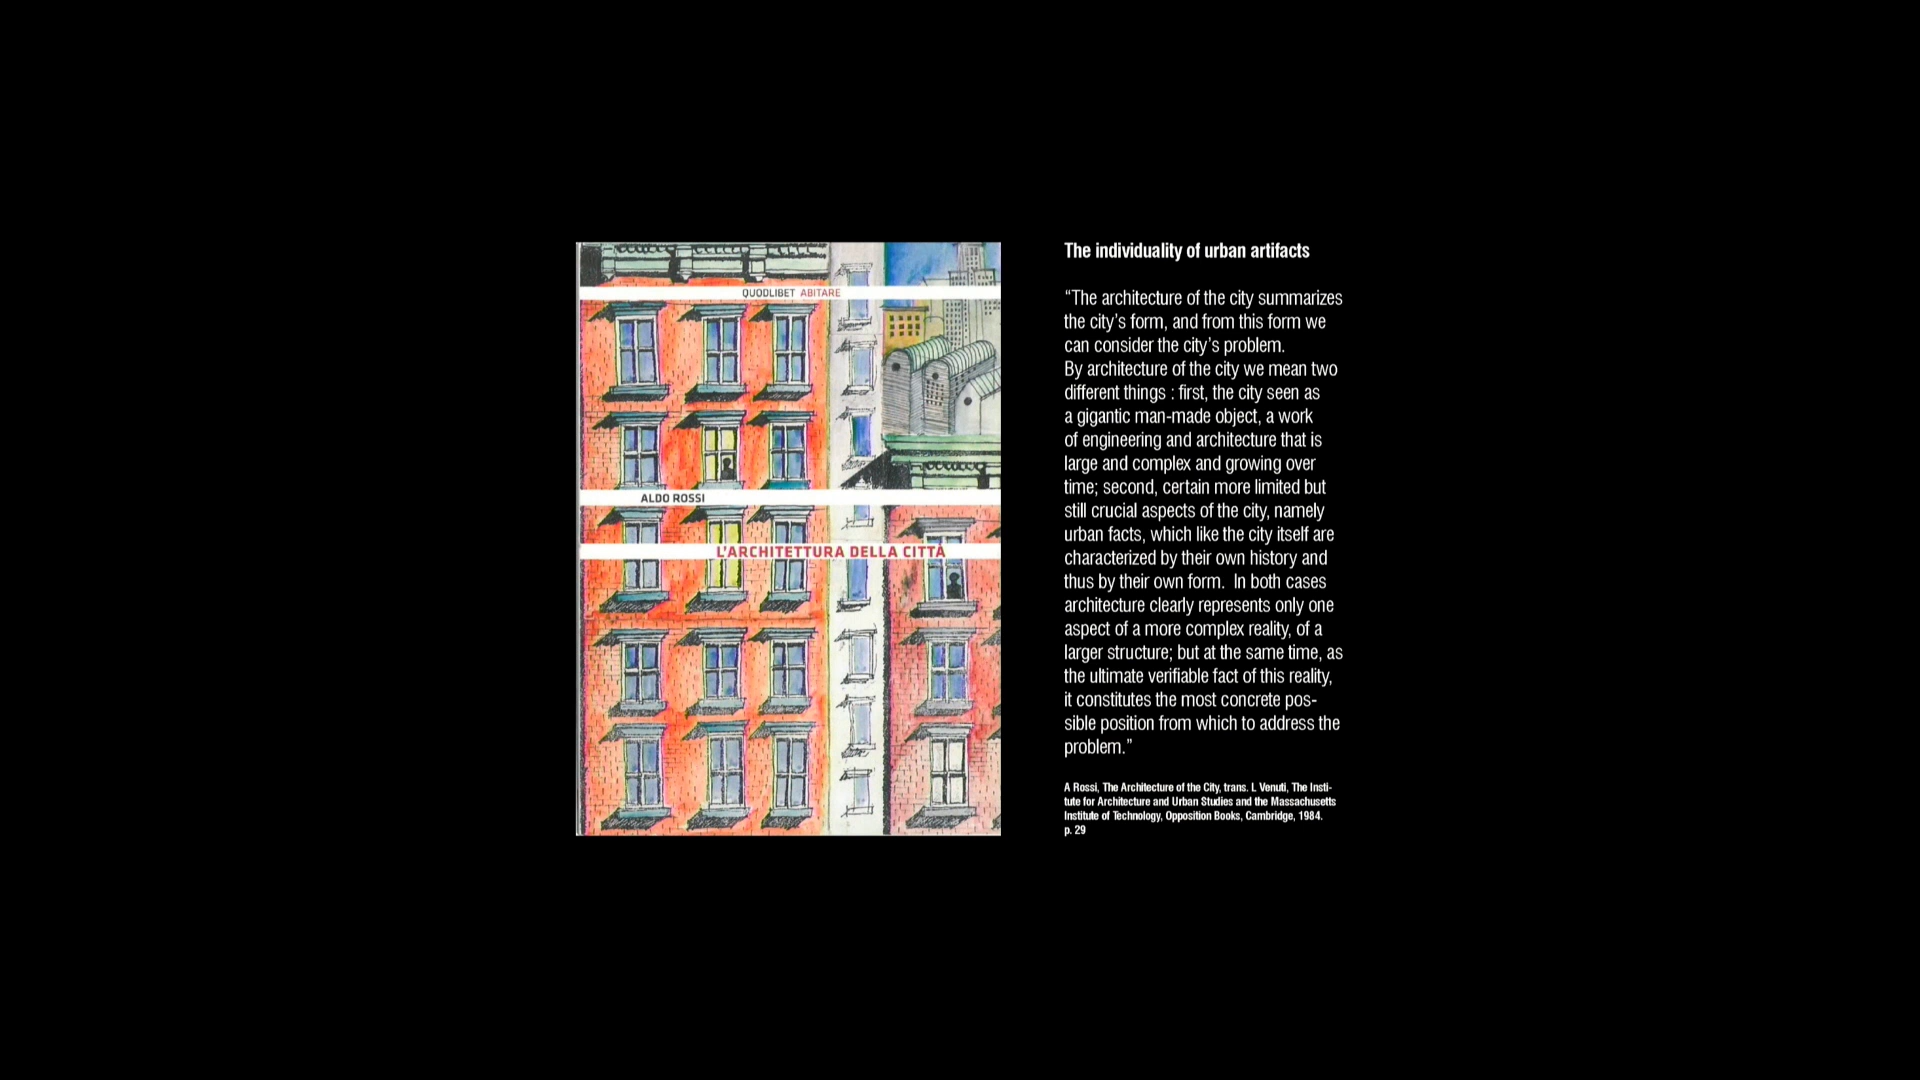 QUODLIBET ABITARE
ALDO ROSSI
L'ARCHITETTURA DELLA CITTÀ
The individuality of urban artifacts
“The architecture of the city summarizes
the city’s form, and from this form we
can consider the city’s problem.
By architecture of the city we mean two
different things : first, the city seen as
a gigantic man-made object, a work
of engineering and architecture that is
large and complex and growing over
time; second, certain more limited but
still crucial aspects of the city, namely
urban facts, which like the city itself are
characterized by their own history and
thus by their own form.  In both cases
architecture clearly represents only one
aspect of a more complex reality, of a
larger structure; but at the same time, as
the ultimate verifiable fact of this reality,
it constitutes the most concrete pos-
sible position from which to address the
problem.”
A Rossi, The Architecture of the City, trans. L Venuti, The Insti-
tute for Architecture and Urban Studies and the Massachusetts
Institute of Technology, Opposition Books, Cambridge, 1984.
p. 29